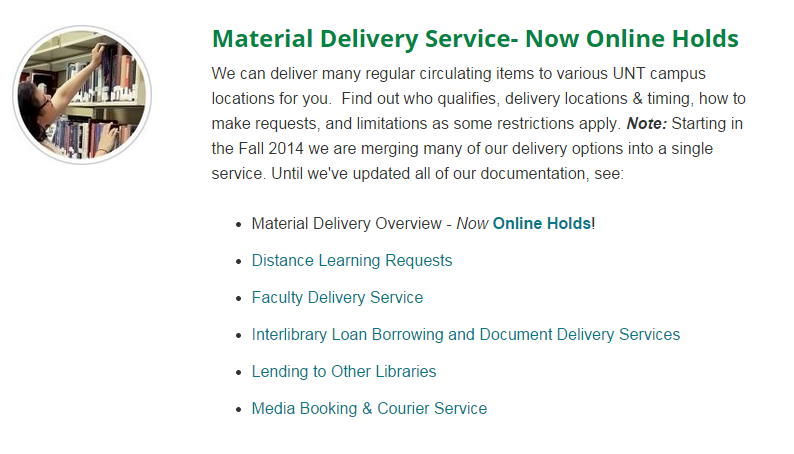 Material Delivery Service- Now Online Holds
We can deliver many regular circulating items to various UNT campus
locations for you.  Find out who qualifies, delivery locations & timing, how to
make requests, and limitations as some restrictions apply. Note: Starting in
the Fall 2014 we are merging many of our delivery options into a single
service. Until we've updated all of our documentation, see:
• Material Delivery Overview - Now Online Holds!
• Distance Learning Requests
• Faculty Delivery Service
• Interlibrary Loan Borrowing and Document Delivery Services
• Lending to Other Libraries
• Media Booking & Courier Service